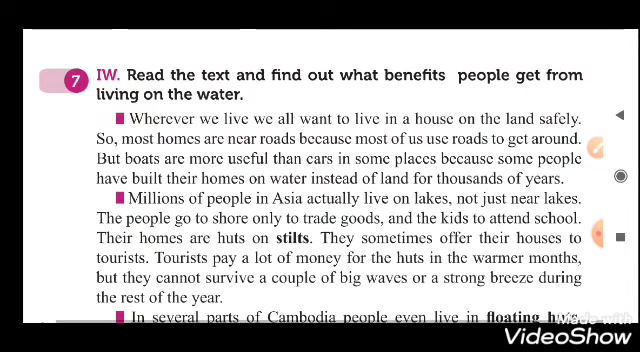 7 IW. Read the text and find out what benefits people get from
living on the water.
Wherever we live we all want to live in a house on the land safely.
So, most homes are near roads because most of us use roads to get around.
But boats are more useful than cars in some places because some people
have built their homes on water instead of land for thousands of years.
Millions of people in Asia actually live on lakes, not just near lakes.
The people go to shore only to trade goods, and the kids to attend school.
Their homes are huts on stilts. They sometimes offer their houses to
tourists. Tourists pay a lot of money for the huts in the warmer months,
but they cannot survive a couple of big waves or a strong breeze during
the rest of the year.
In several parts of Cambodia people even live in floating huts.
Made with
VideoShow